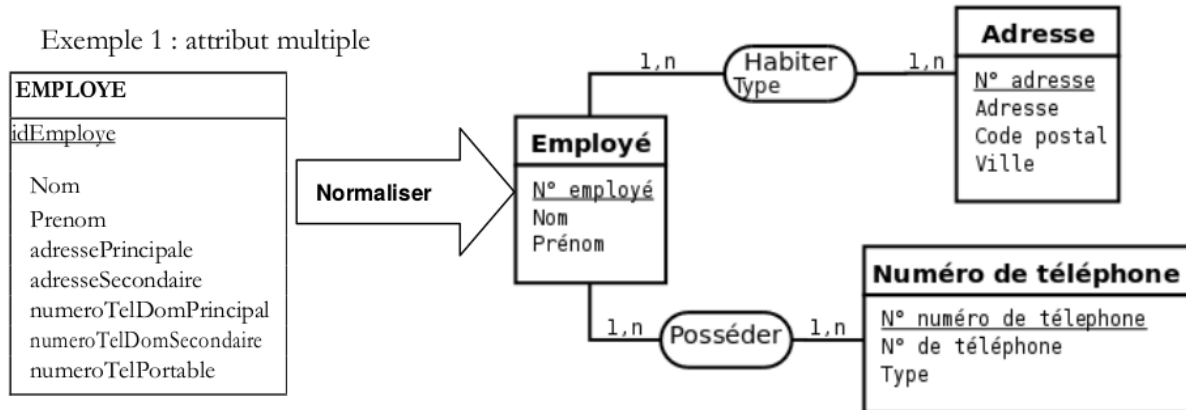 Exemple 1 : attribut multiple
EMPLOYE
idEmploye
Nom
Prenom
adressePrincipale
adresseSecondaire
numeroTelDomPrincipal
numeroTelDomSecondaire
numeroTelPortable
Normaliser
Employé
N° employé
Nom
Prénom
1,n
Habiter
Type
1,n
Adresse
N° adresse
Adresse
Code postal
Ville
1,n
Posséder
1,n
Numéro de téléphone
N° numéro de télephone
N° de téléphone
Type